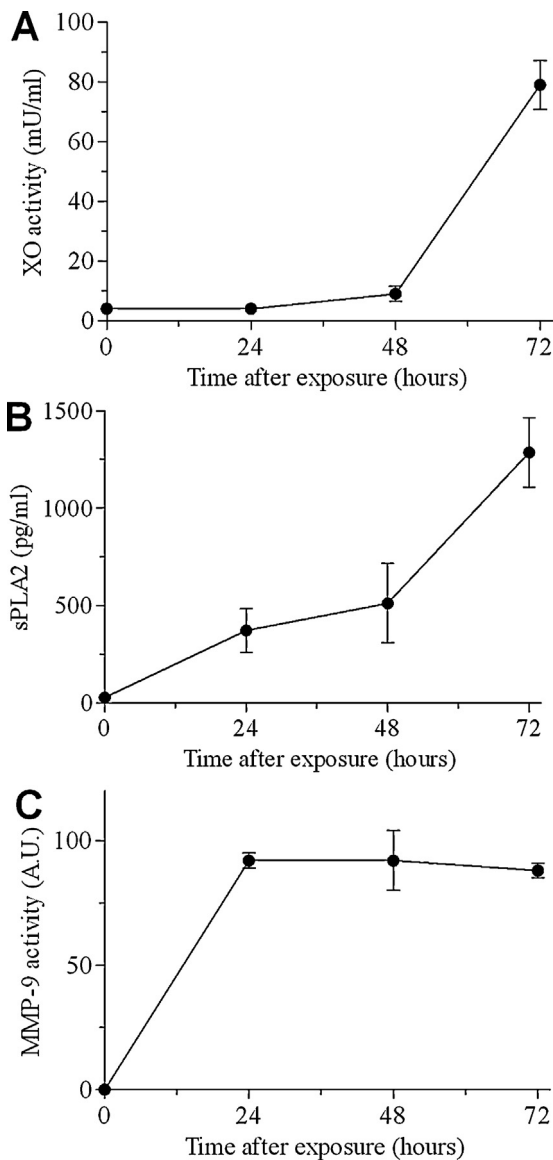 A
XO activity (mU/ml)
100
80
60
40
20
0
0 24 48 72
Time after exposure (hours)
B
sPLA2 (pg/ml)
1500
1000
500
0
0 24 48 72
Time after exposure (hours)
C
MMP-9 activity (A.U.)
100
50
0
0 24 48 72
Time after exposure (hours)